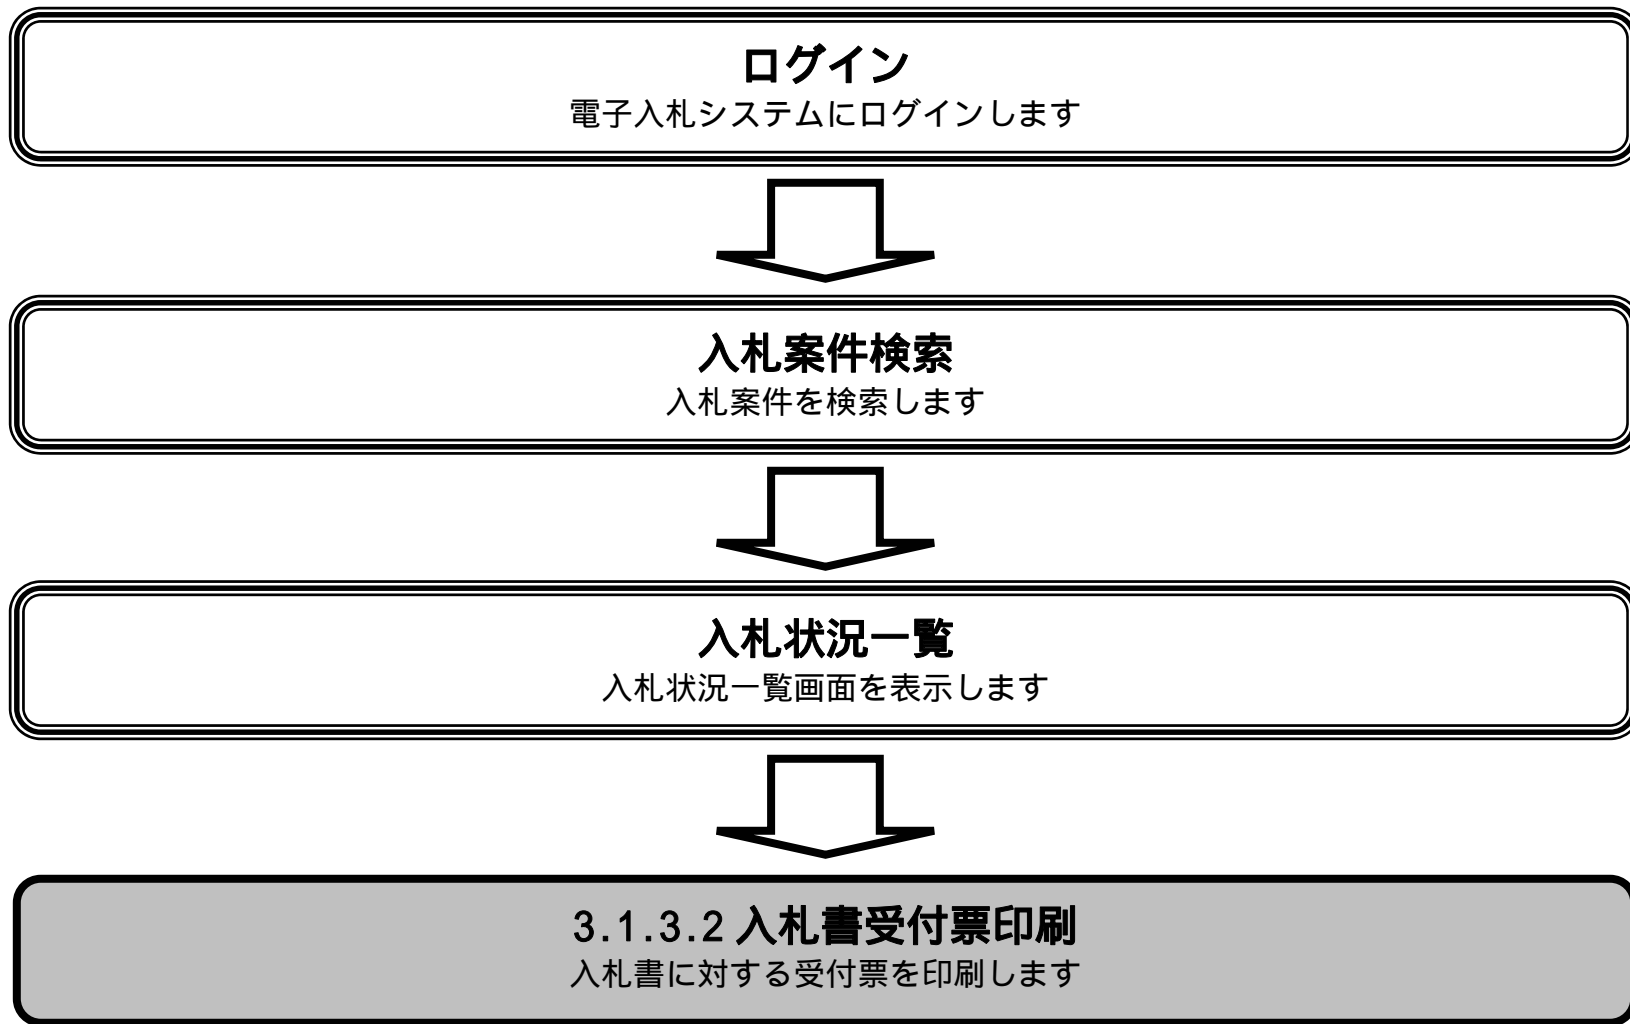 ログイン
電子入札システムにログインします
入札案件検索
入札案件を検索します
入札状況一覧
入札状況一覧画面を表示します
3.1.3.2 入札書受付票印刷
入札書に対する受付票を印刷します